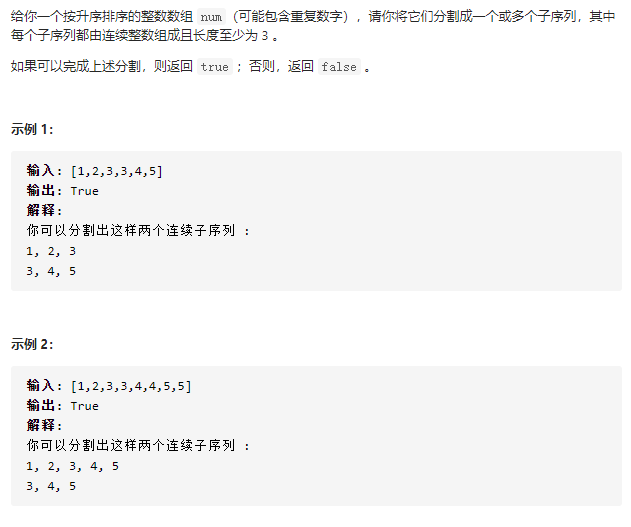 给你一个按升序排序的整数数组 num（可能包含重复数字），请你将它们分割成一个或多个子序列，其中
每个子序列都由连续整数组成且长度至少为 3 。
如果可以完成上述分割，则返回 true ；否则，返回 false 。
示例 1：
输入: [1,2,3,3,4,5]
输出: True
解释:
你可以分割出这样两个连续子序列 :
1, 2, 3
3, 4, 5
示例 2：
输入: [1,2,3,3,4,4,5,5]
输出: True
解释:
你可以分割出这样两个连续子序列 :
1, 2, 3, 4, 5
3, 4, 5